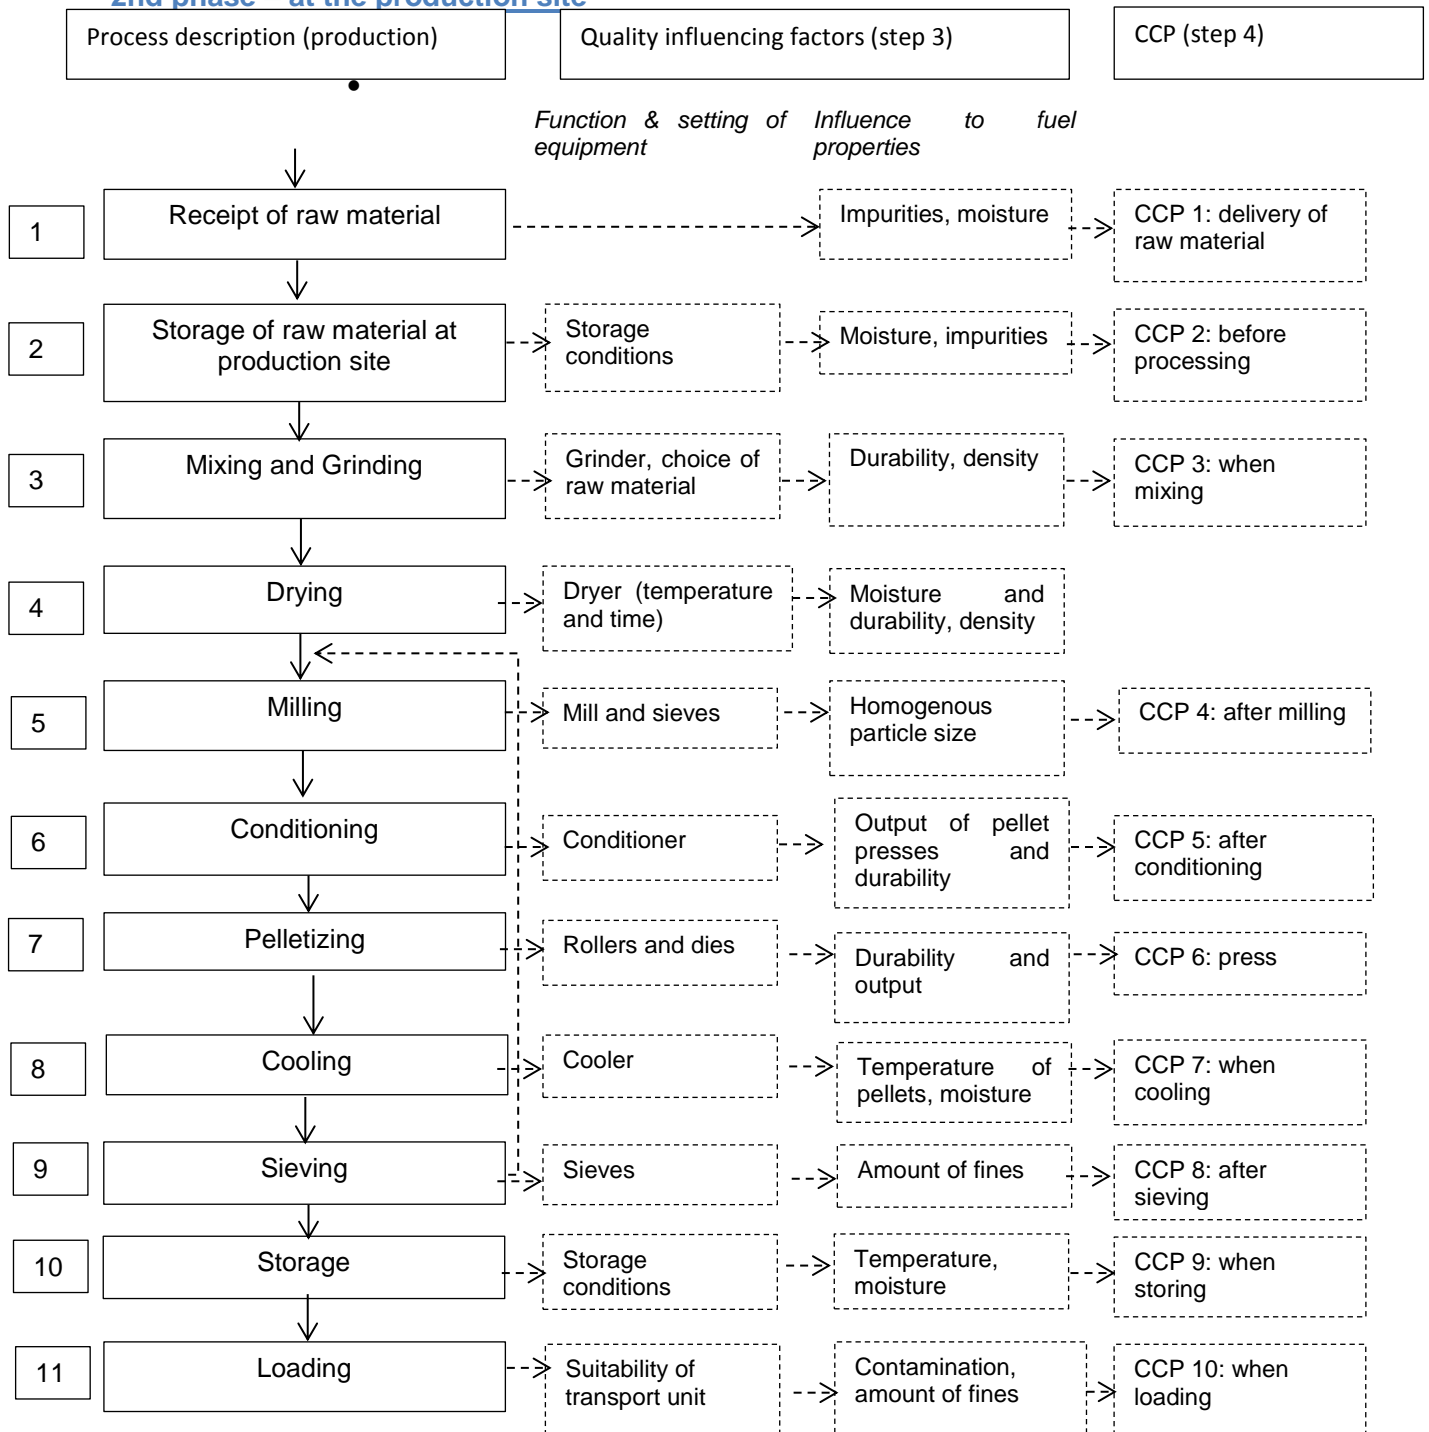 2nd phase – at the production site
Process description (production)
Quality influencing factors (step 3)
CCP (step 4)
•
Function & setting of
equipment
Influence to fuel
properties
1
Receipt of raw material
Impurities, moisture
CCP 1: delivery of
raw material
2
Storage of raw material at
production site
Storage
conditions
Moisture, impurities
CCP 2: before
processing
3
Mixing and Grinding
Grinder, choice of
raw material
Durability, density
CCP 3: when
mixing
4
Drying
Dryer (temperature
and time)
Moisture and
durability, density
5
Milling
Mill and sieves
Homogenous
particle size
CCP 4: after milling
6
Conditioning
Conditioner
Output of pellet
presses and
durability
CCP 5: after
conditioning
7
Pelletizing
Rollers and dies
Durability and
output
CCP 6: press
8
Cooling
Cooler
Temperature of
pellets, moisture
CCP 7: when
cooling
9
Sieving
Sieves
Amount of fines
CCP 8: after
sieving
10
Storage
Storage
conditions
Temperature,
moisture
CCP 9: when
storing
11
Loading
Suitability of
transport unit
Contamination,
amount of fines
CCP 10: when
loading